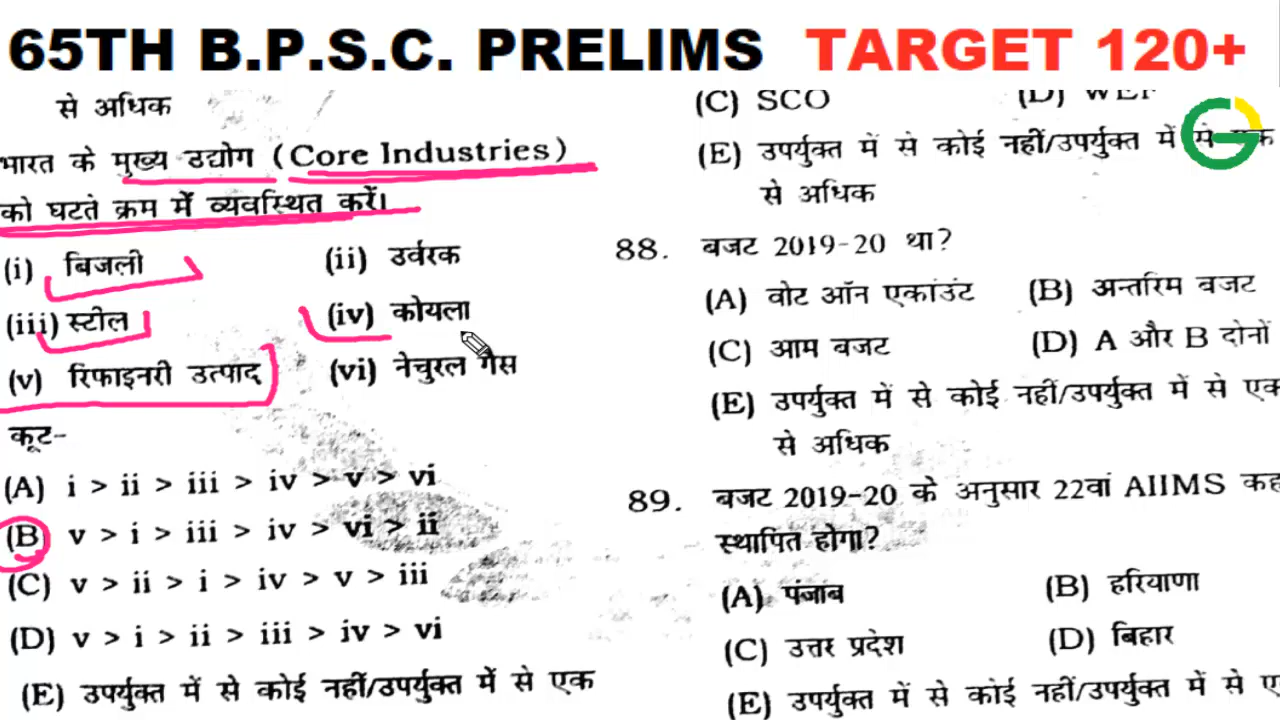 65TH B.P.S.C. PRELIMS TARGET 120+
से अधिक
भारत के मुख्य उद्योग (Core Industries)
को घटते क्रम में व्यवस्थित करें।
(i) बिजली (ii) उर्वरक
(iii) स्टील (iv) कोयला
(v) रिफाइनरी उत्पाद (vi) नेचुरल गैस
कूट-
(A) i > ii > iii > iv > v > vi
(B) v > i > iii > iv > vi > ii
(C) v > ii > i > iv > v > iii
(D) v > i > ii > iii > iv > vi
(E) उपर्युक्त में से कोई नहीं/उपर्युक्त में से एक
(C) SCO (D) WEF
(E) उपर्युक्त में से कोई नहीं/उपर्युक्त में से एक
से अधिक
88. बजट 2019-20 था?
(A) वोट ऑन एकांउंट (B) अन्तरिम बजट
(C) आम बजट (D) A और B दोनों
(E) उपर्युक्त में से कोई नहीं/उपर्युक्त में से एक
से अधिक
89. बजट 2019-20 के अनुसार 22वां AIIMS
स्थापित होगा?
(A) पंजाब (B) हरियाणा
(C) उत्तर प्रदेश (D) बिहार
(E) उपर्युक्त में से कोई नहीं/उपर्युक्त में से